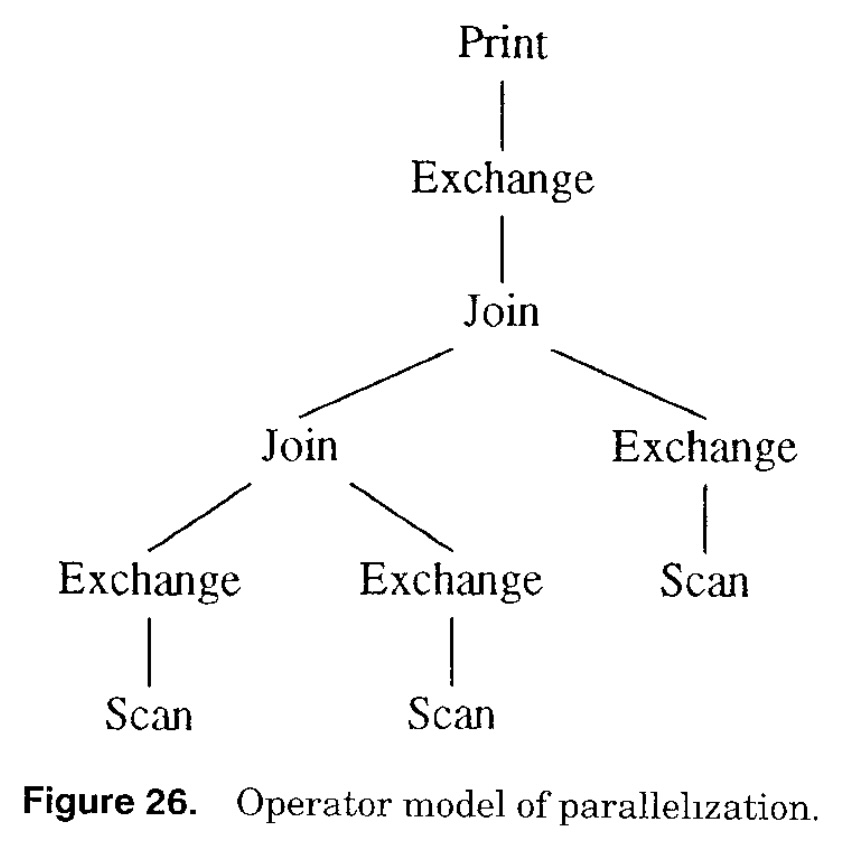 Print
Exchange
Join
Join Exchange
Exchange Exchange Scan
Scan Scan
Figure 26. Operator model of parallelization.